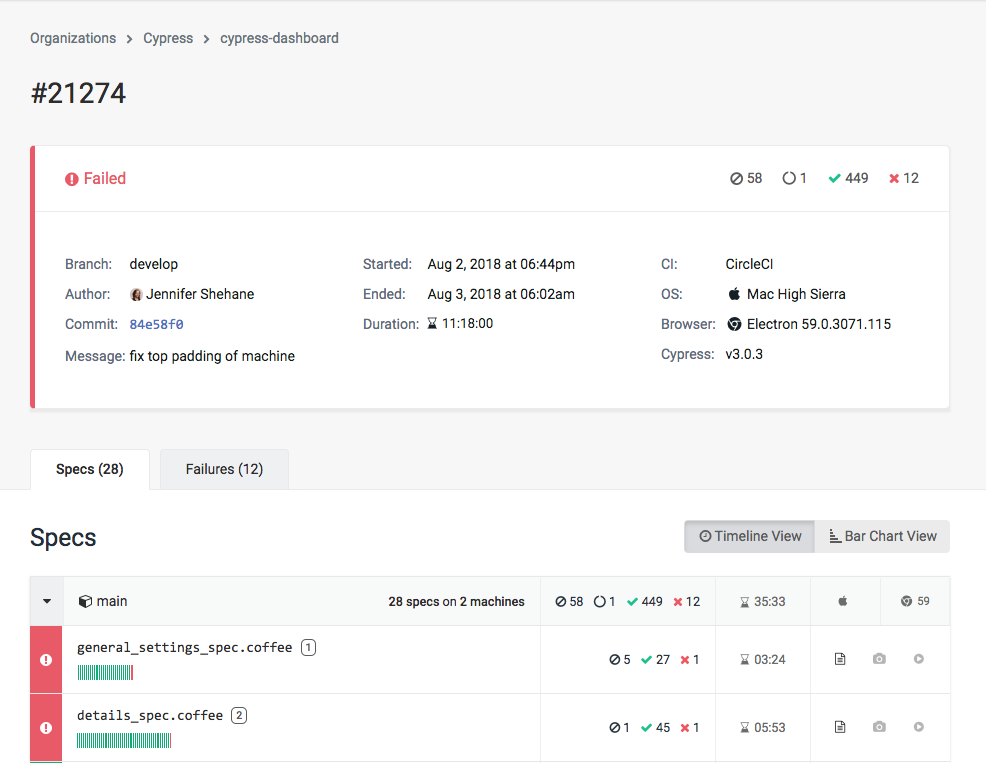 Organizations > Cypress > cypress-dashboard
#21274
Failed 58 1 449 12
Branch: develop Started: Aug 2, 2018 at 06:44pm CI: CircleCI
Author: Jennifer Shehane Ended: Aug 3, 2018 at 06:02am OS: Mac High Sierra
Commit: 84e58f0 Duration: 11:18:00 Browser: Electron 59.0.3071.115
Message: fix top padding of machine Cypress: v3.0.3
Specs (28) Failures (12)
Specs Timeline View Bar Chart View
main 28 specs on 2 machines 58 1 449 12 35:33 59
general_settings_spec.coffee 1 5 27 1 03:24
details_spec.coffee 2 1 45 1 05:53